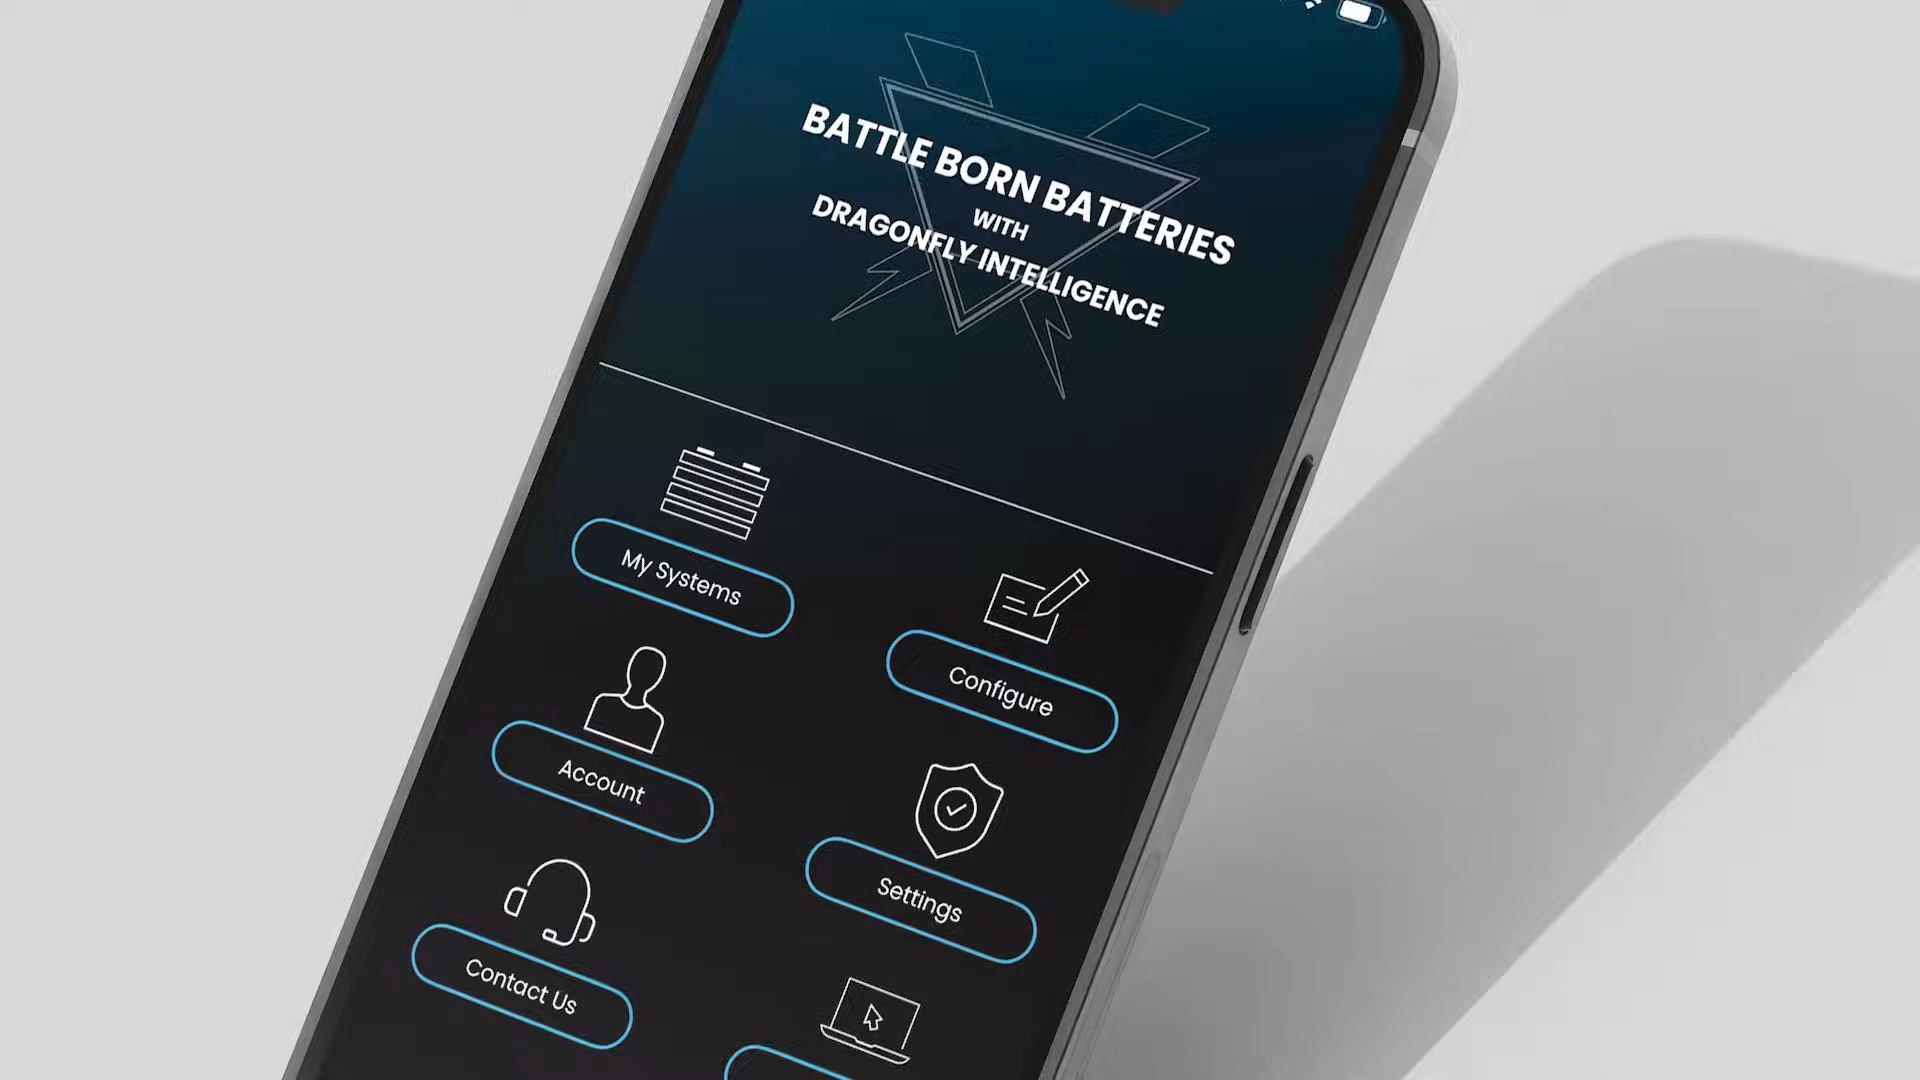 BATTLE BORN BATTERIES
WITH
DRAGONFLY INTELLIGENCE
My Systems
Configure
Account
Settings
Contact Us